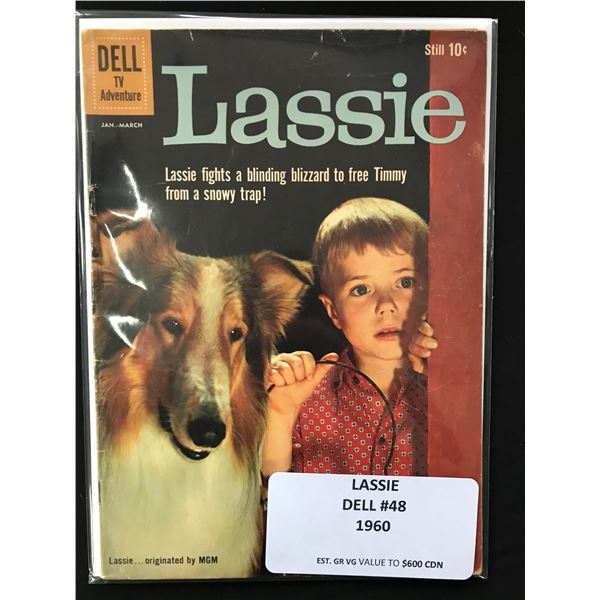 DELL
TV
Adventure
Still 10¢
JAN.-MARCH
Lassie
Lassie fights a blinding blizzard to free Timmy
from a snowy trap!
LASSIE
DELL #48
1960
EST. GR VG VALUE TO $600 CDN
Lassie...originated by MGM